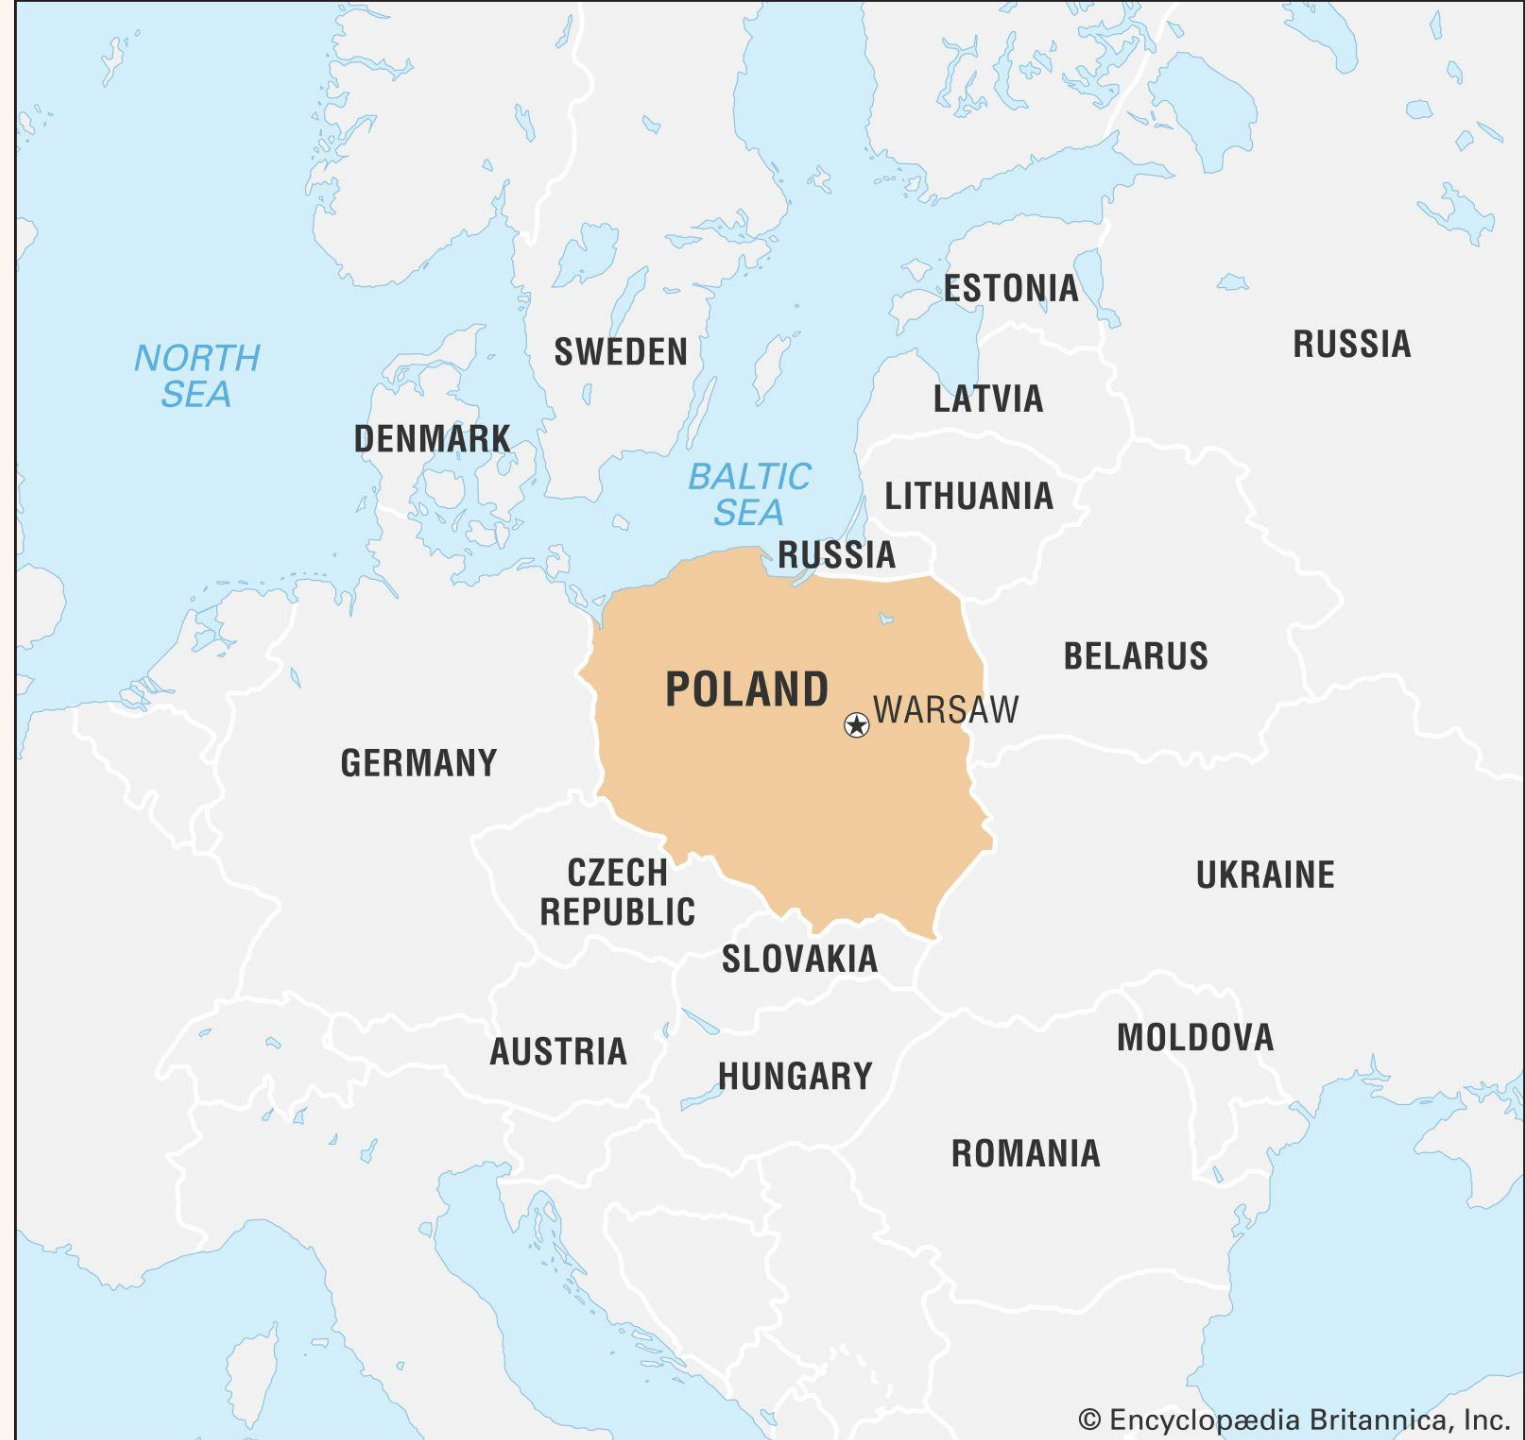 ESTONIA
RUSSIA
NORTH
SEA
SWEDEN
LATVIA
DENMARK
BALTIC
SEA
LITHUANIA
RUSSIA
BELARUS
POLAND
WARSAW
GERMANY
CZECH
REPUBLIC
UKRAINE
SLOVAKIA
MOLDOVA
AUSTRIA
HUNGARY
ROMANIA
© Encyclopædia Britannica, Inc.